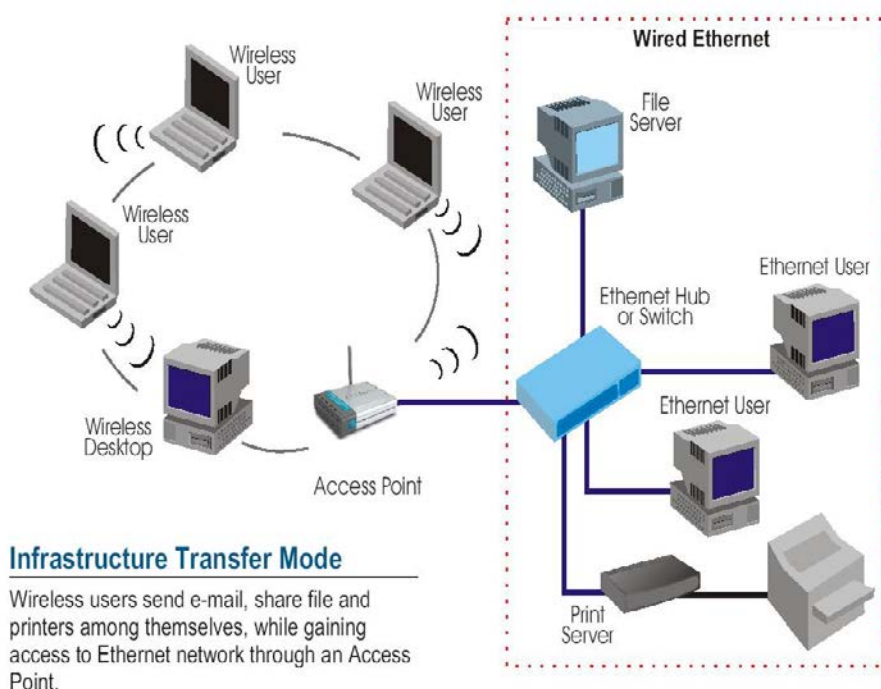 Wireless
User
Wireless
User
Wireless
User
Wireless
Desktop
Access Point
Wired Ethernet
File
Server
Ethernet User
Ethernet Hub
or Switch
Ethernet User
Print
Server
Infrastructure Transfer Mode
Wireless users send e-mail, share file and
printers among themselves, while gaining
access to Ethernet network through an Access
Point.